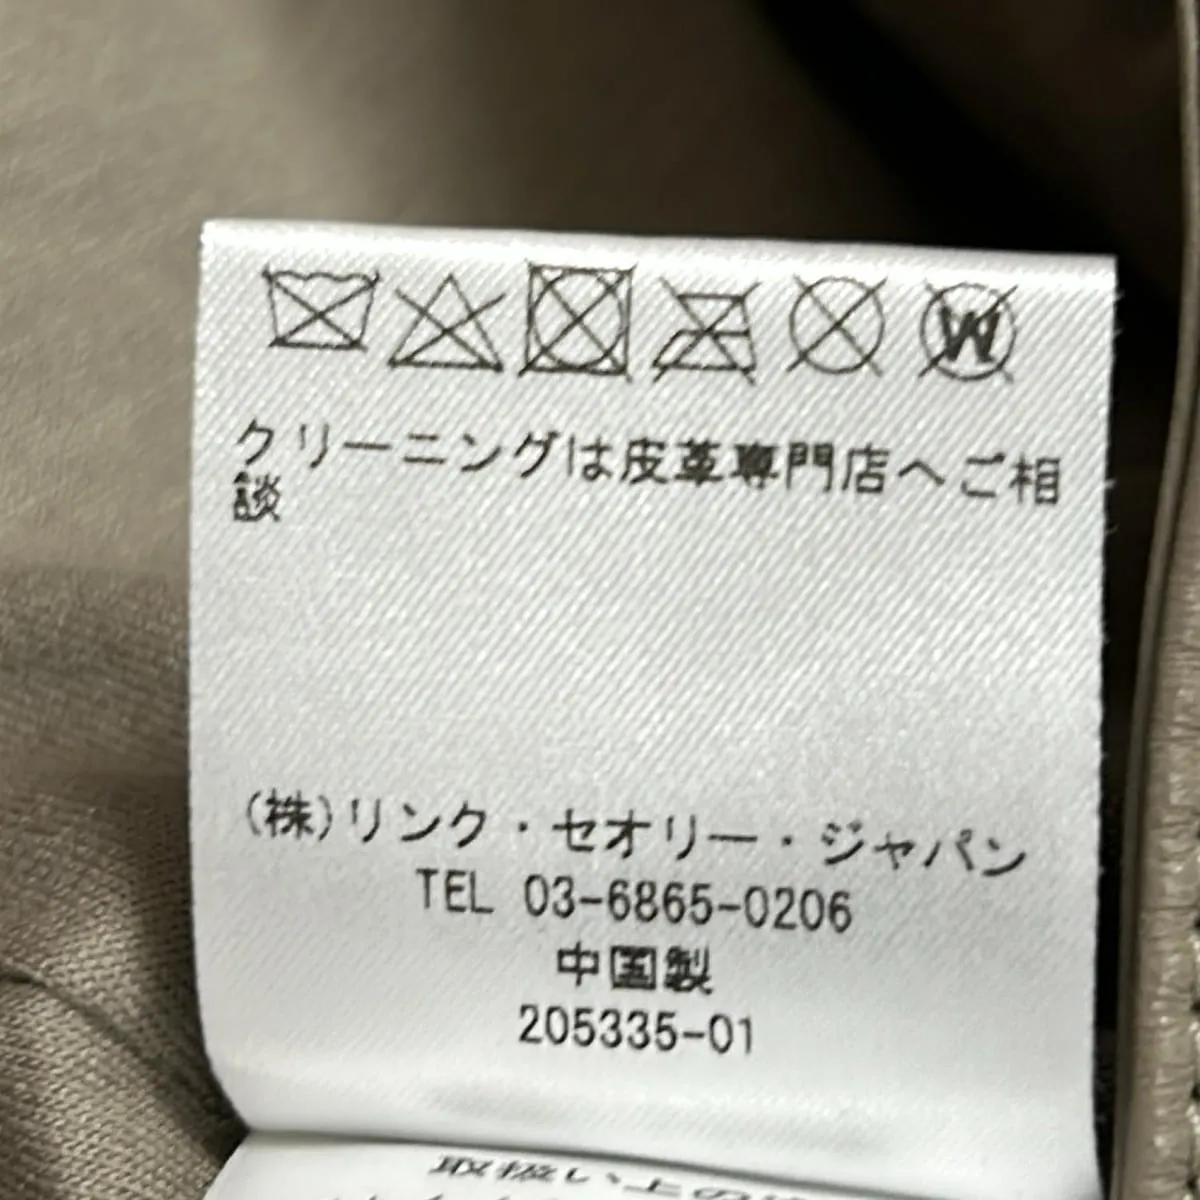 W
クリーニングは皮革専門店へご相
談
(株)リンク・セオリー・ジャパン
TEL 03-6865-0206
中国製
205335-01